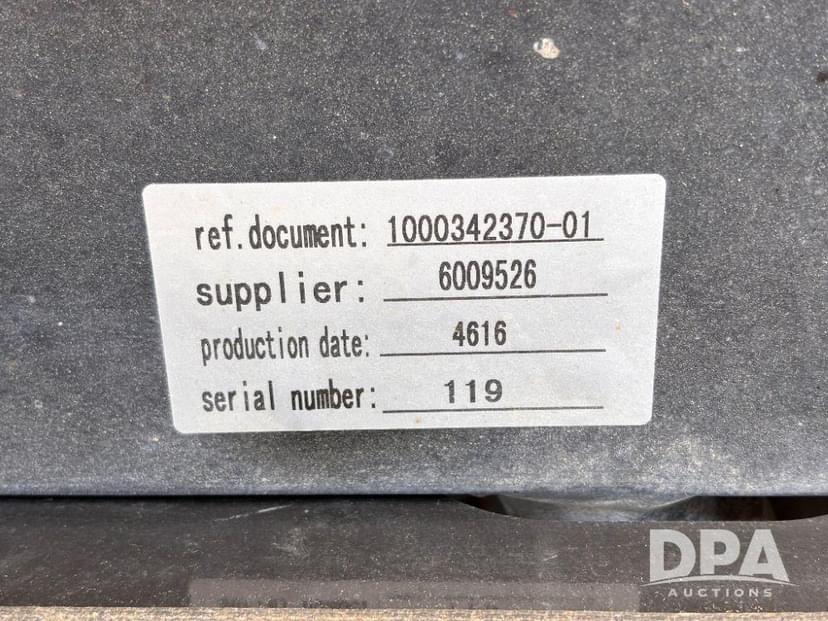 ref.document: 1000342370-01
supplier: 6009526
production date: 4616
serial number: 119
DPA
AUCTIONS